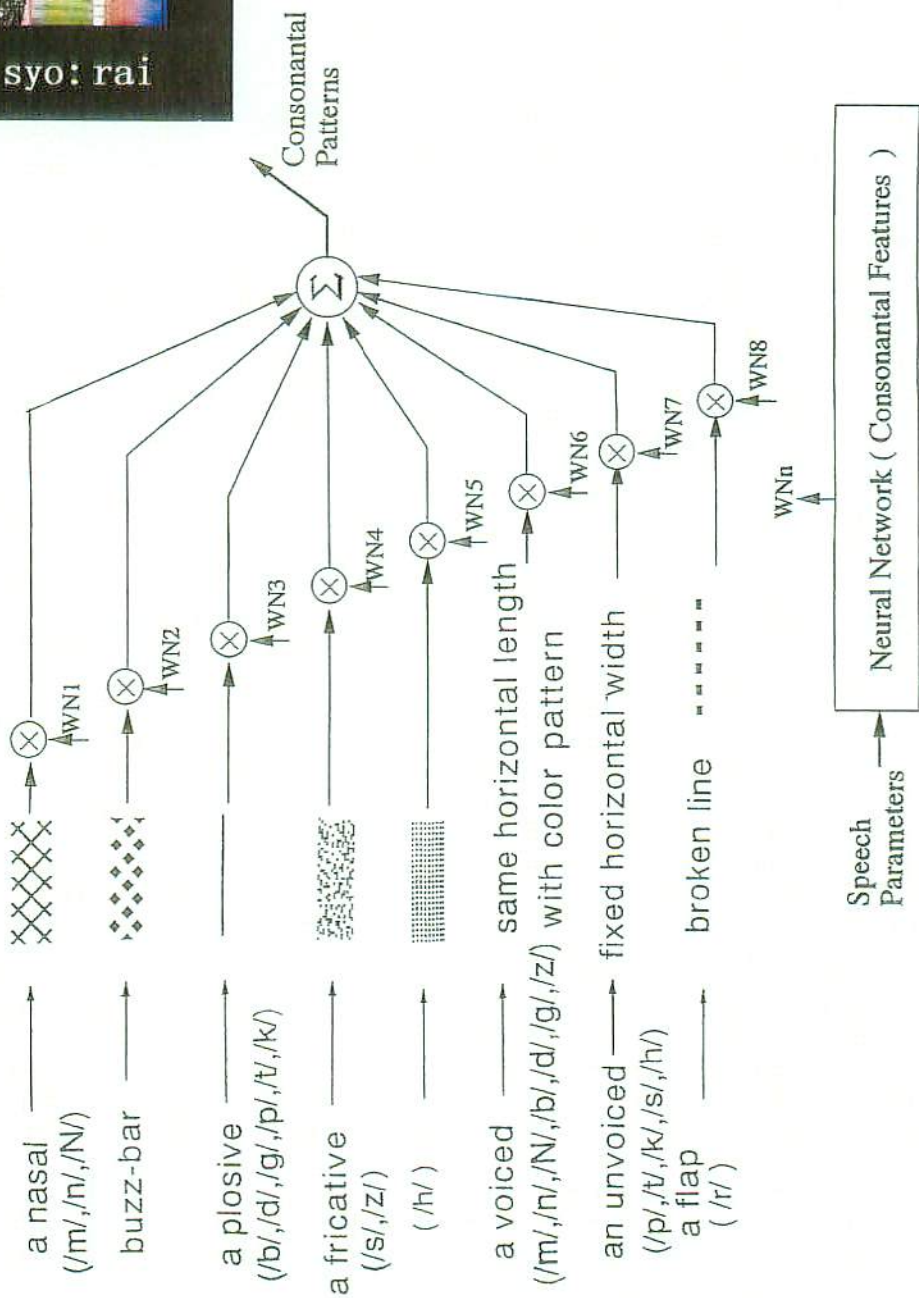 syo: rai
Consonantal
Patterns
Σ
a nasal
(/m/,/n/,/N/)
WN1
buzz-bar
WN2
a plosive
(/b/,/d/,/g/,/p/,/t/,/k/)
WN3
a fricative
(/s/,/z/)
WN4
( /h/ )
WN5
a voiced
(/m/,/n/,/N/,/b/,/d/,/g/,/z/)
same horizontal length
with color pattern
WN6
an unvoiced
(/p/,/t/,/k/,/s/,/h/)
fixed horizontal width
WN7
a flap
( /r/ )
broken line
WN8
WNn
Speech
Parameters
Neural Network ( Consonantal Features )